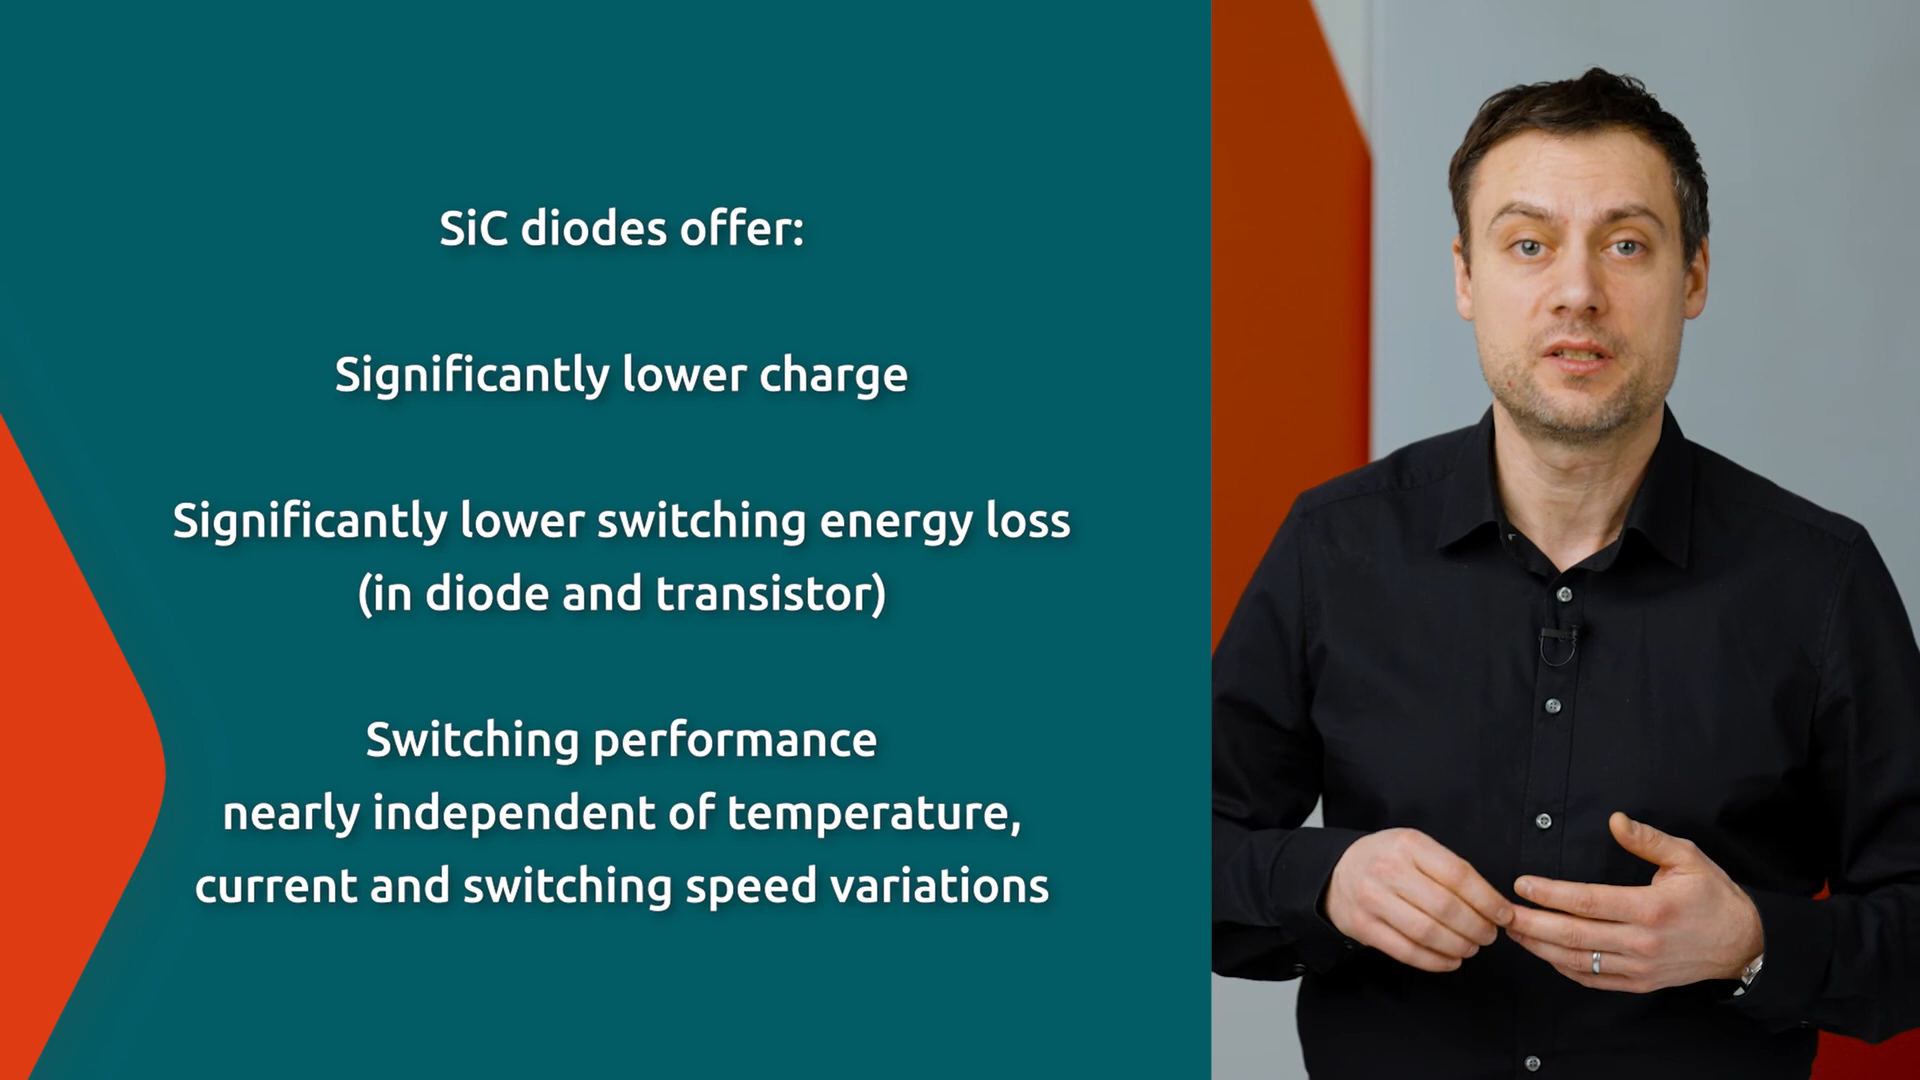 SiC diodes offer:
Significantly lower charge
Significantly lower switching energy loss
(in diode and transistor)
Switching performance
nearly independent of temperature,
current and switching speed variations